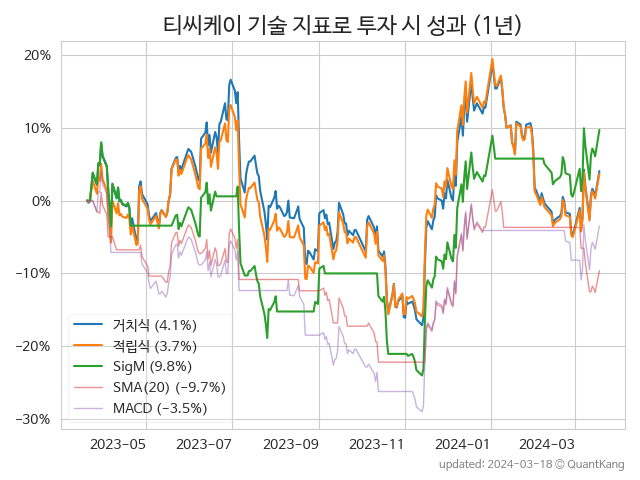 티씨케이 기술 지표로 투자 시 성과 (1년)
20%
10%
0%
−10%
−20%
−30%
거치식 (4.1%)
적립식 (3.7%)
SigM (9.8%)
SMA(20) (−9.7%)
MACD (−3.5%)
2023-05 2023-07 2023-09 2023-11 2024-01 2024-03
updated: 2024-03-18 © QuantKang